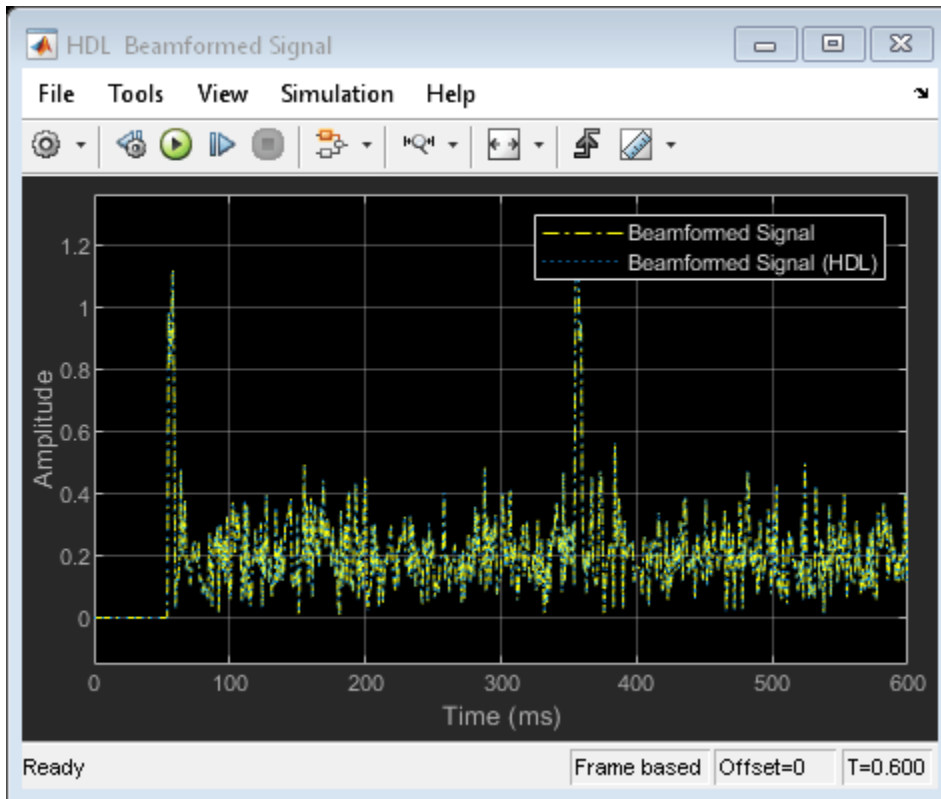 HDL Beamformed Signal
File Tools View Simulation Help
Beamformed Signal
Beamformed Signal (HDL)
1.2
1
0.8
0.6
0.4
0.2
0
Amplitude
0 100 200 300 400 500 600
Time (ms)
Ready Frame based Offset=0 T=0.600